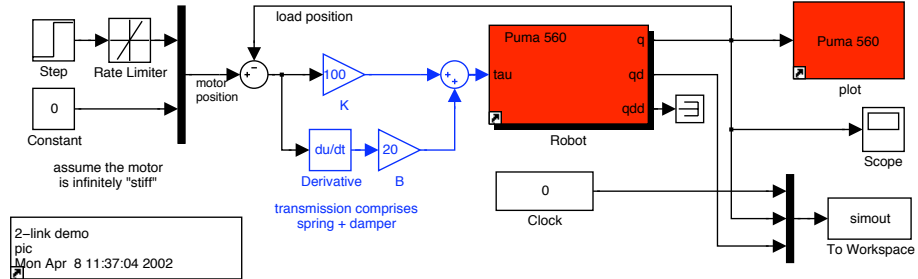 load position
Puma 560
q
tau
qd
qdd
Robot
Puma 560
plot
Step
Rate Limiter
motor
position
100
K
0
Constant
du/dt
Derivative
20
B
Scope
assume the motor
is infinitely "stiff"
transmission comprises
spring + damper
0
Clock
simout
To Workspace
2-link demo
pic
Mon Apr 8 11:37:04 2002